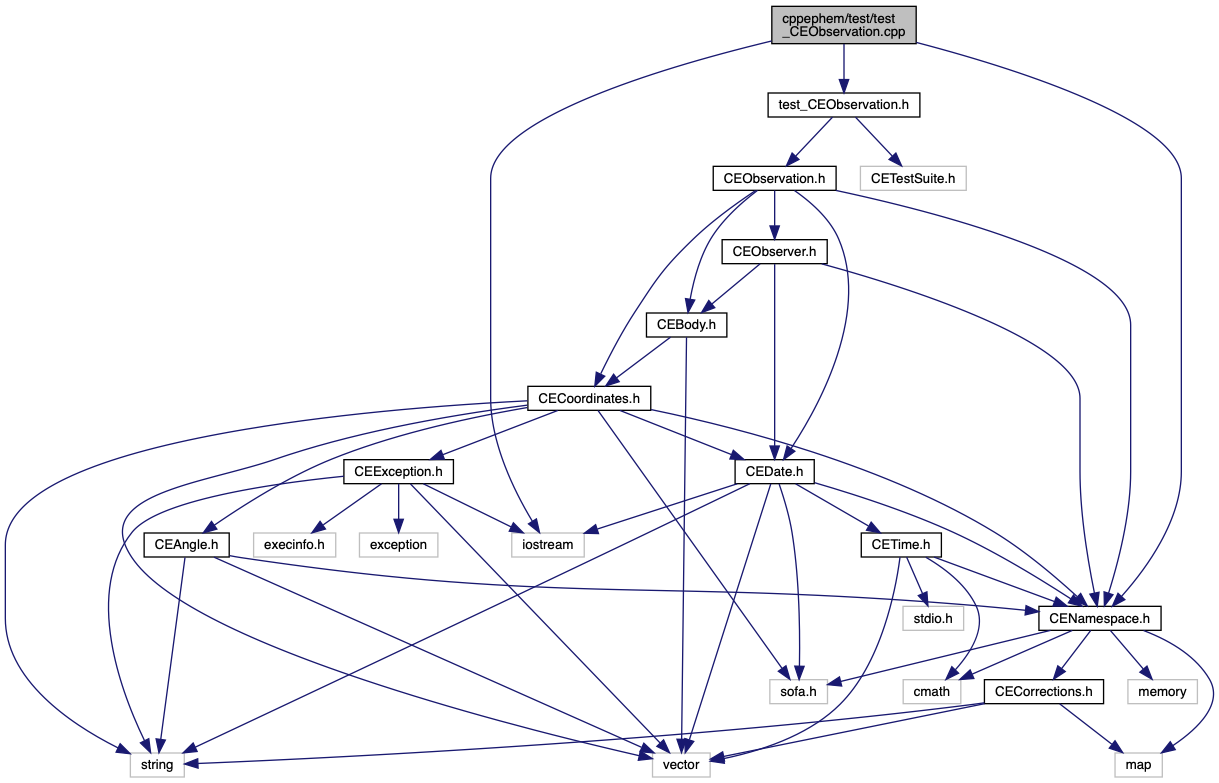 cppephem/test/test
_CEObservation.cpp
test_CEObservation.h
CEObservation.h
CETestSuite.h
CEObserver.h
CEBody.h
CECoordinates.h
CEException.h
CEDate.h
CEAngle.h
execinfo.h
exception
iostream
CETime.h
stdio.h
CENamespace.h
sofa.h
cmath
CECorrections.h
memory
string
vector
map